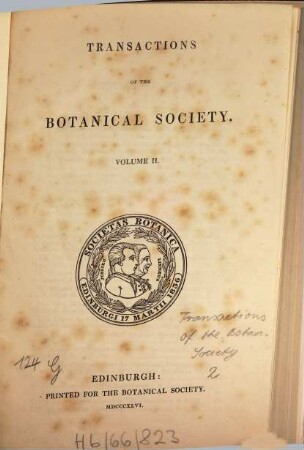 TRANSACTIONS
OF THE
BOTANICAL SOCIETY.
VOLUME II.
SOCIETAS BOTANICA
EDINBURGI 17 MARTII 1836
Transactions
of the Botan.
Society
2
124 G
EDINBURGH:
PRINTED FOR THE BOTANICAL SOCIETY.
MDCCCXLVI.
H6/66/823